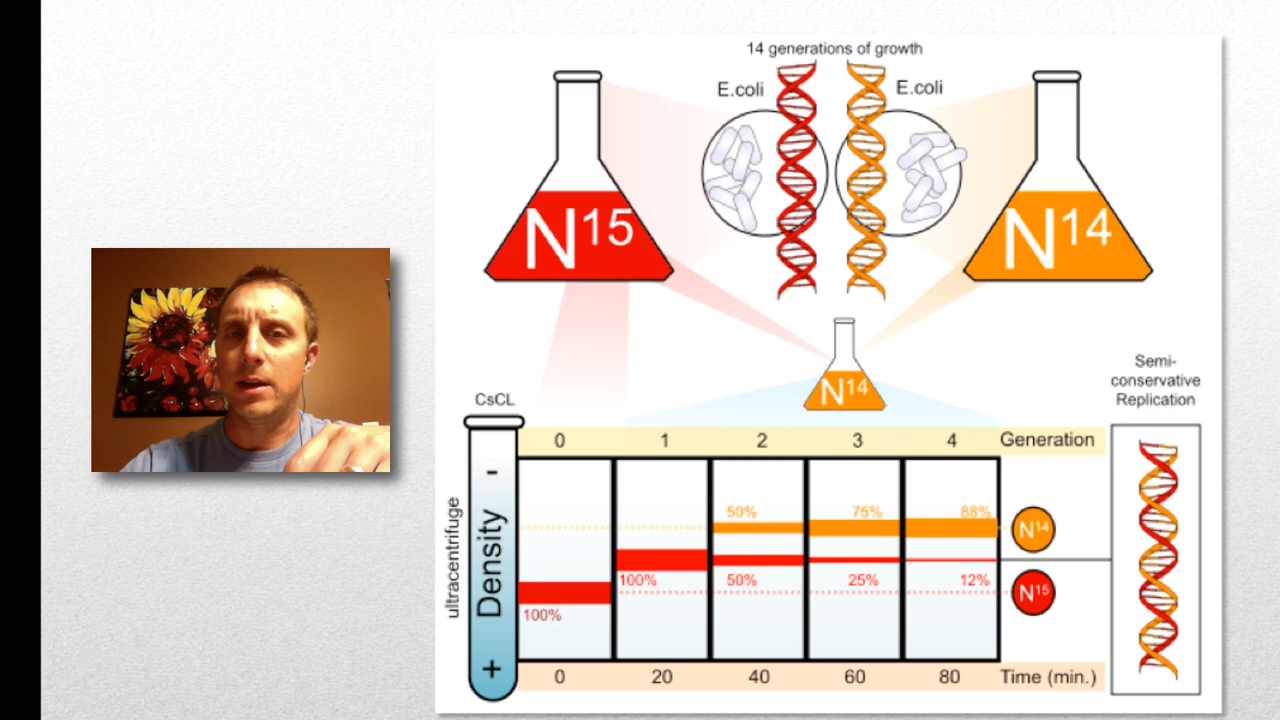 14 generations of growth
E.coli
E.coli
N15
N14
N14
Semi-
conservative
Replication
CsCL
0 1 2 3 4 Generation
ultracentrifuge
Density
-
+
50% 75% 88%
N14
100% 50% 25% 12%
N15
100%
0 20 40 60 80 Time (min.)